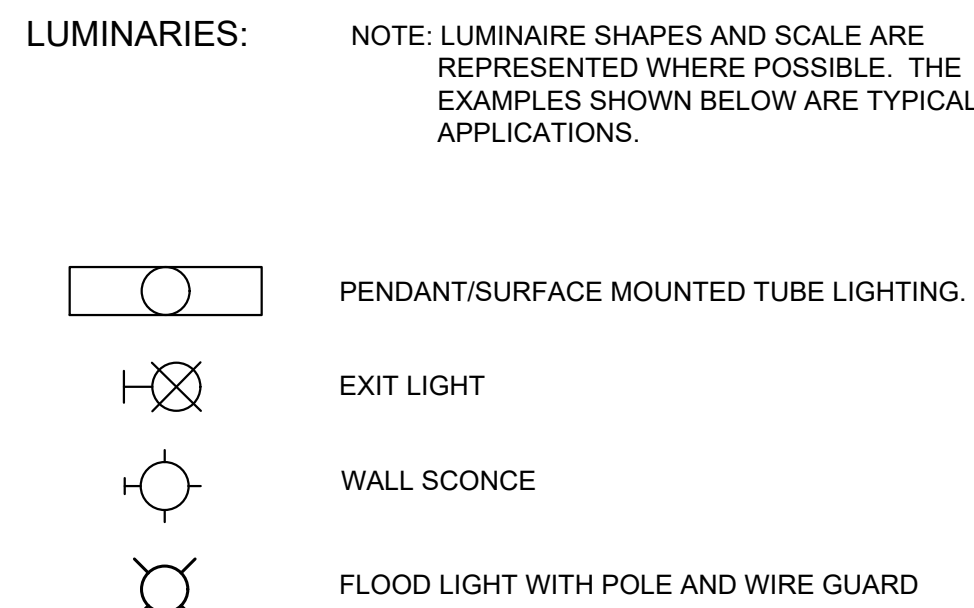 LUMINARIES:
NOTE: LUMINAIRE SHAPES AND SCALE ARE
REPRESENTED WHERE POSSIBLE. THE
EXAMPLES SHOWN BELOW ARE TYPICAL
APPLICATIONS.
PENDANT/SURFACE MOUNTED TUBE LIGHTING.
EXIT LIGHT
WALL SCONCE
FLOOD LIGHT WITH POLE AND WIRE GUARD